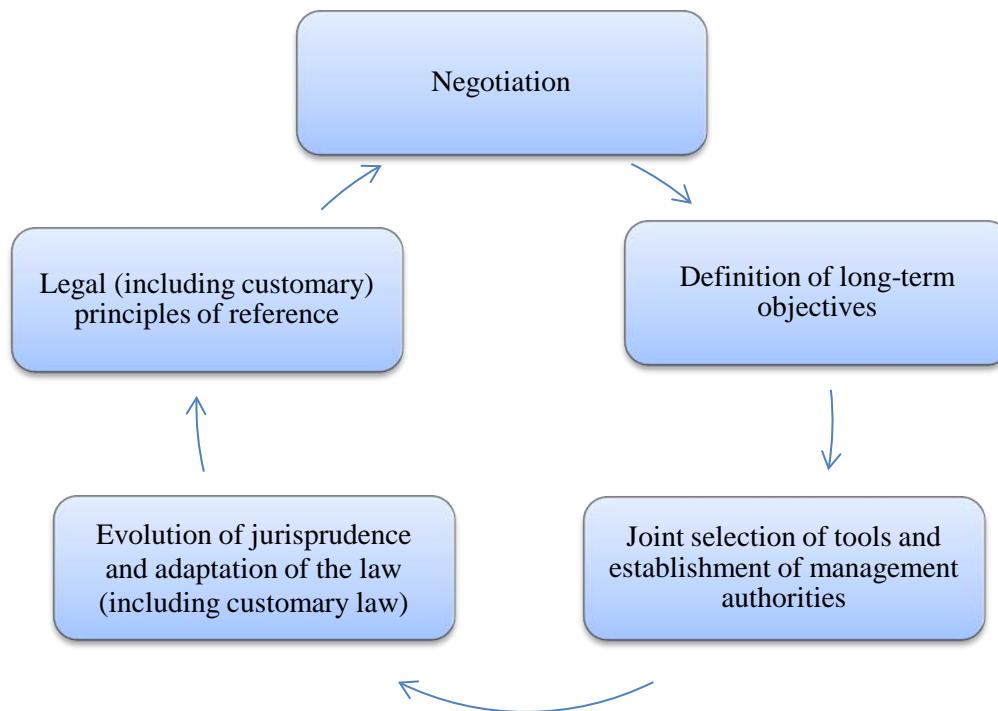 Negotiation
Definition of long-term
objectives
Joint selection of tools and
establishment of management
authorities
Evolution of jurisprudence
and adaptation of the law
(including customary law)
Legal (including customary)
principles of reference